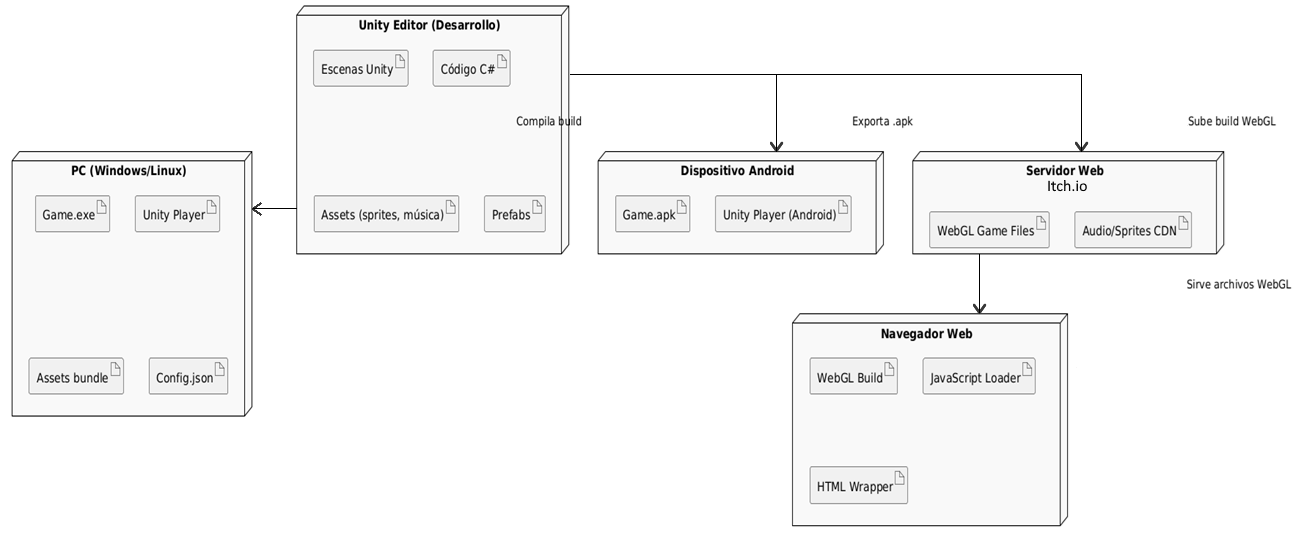 Unity Editor (Desarrollo)
Escenas Unity
Código C#
Assets (sprites, música)
Prefabs
Compila build
Exporta .apk
Sube build WebGL
PC (Windows/Linux)
Game.exe
Unity Player
Assets bundle
Config.json
Dispositivo Android
Game.apk
Unity Player (Android)
Servidor Web
Itch.io
WebGL Game Files
Audio/Sprites CDN
Sirve archivos WebGL
Navegador Web
WebGL Build
JavaScript Loader
HTML Wrapper